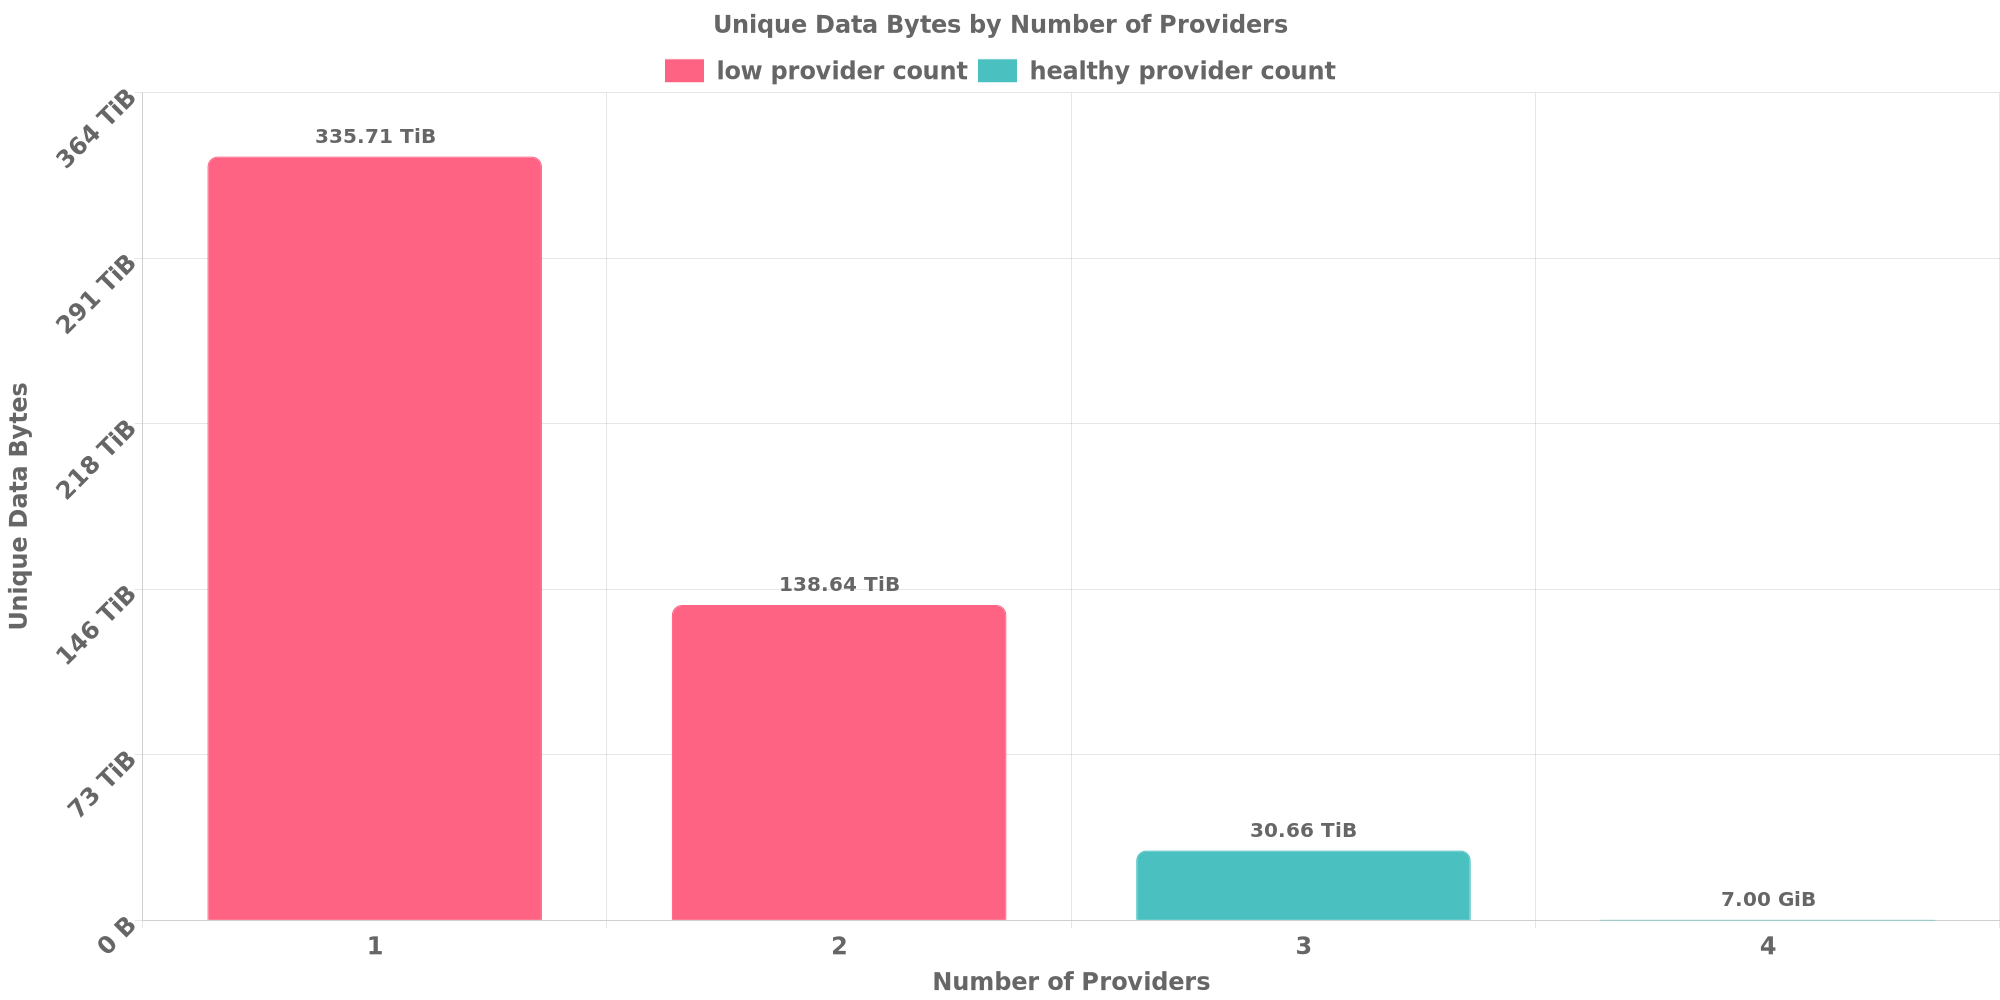 Unique Data Bytes by Number of Providers
low provider count healthy provider count
364 TiB
291 TiB
218 TiB
146 TiB
73 TiB
0 B
Unique Data Bytes
335.71 TiB
138.64 TiB
30.66 TiB
7.00 GiB
1 2 3 4
Number of Providers